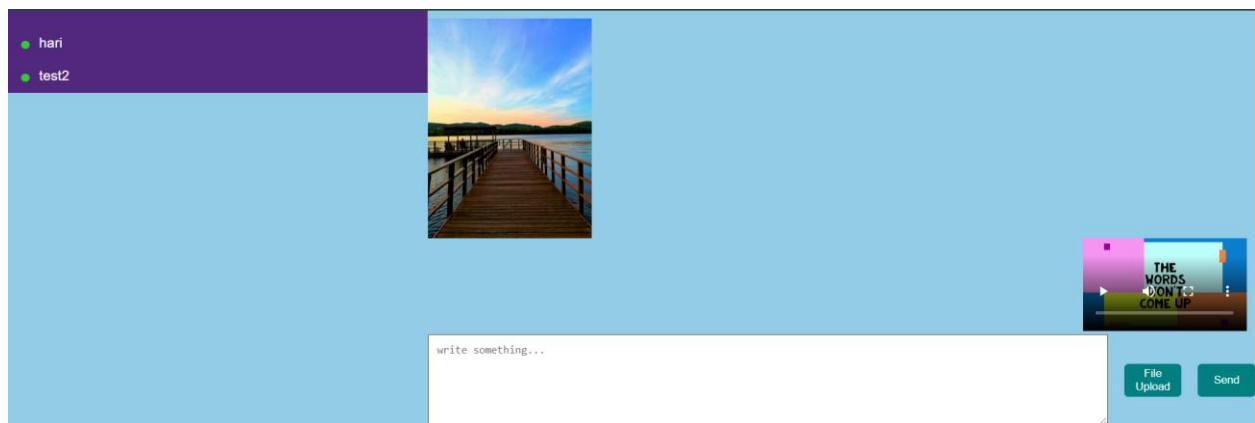 hari
test2
THE
WORDS
DON'T
COME UP
write something...
File
Upload
Send